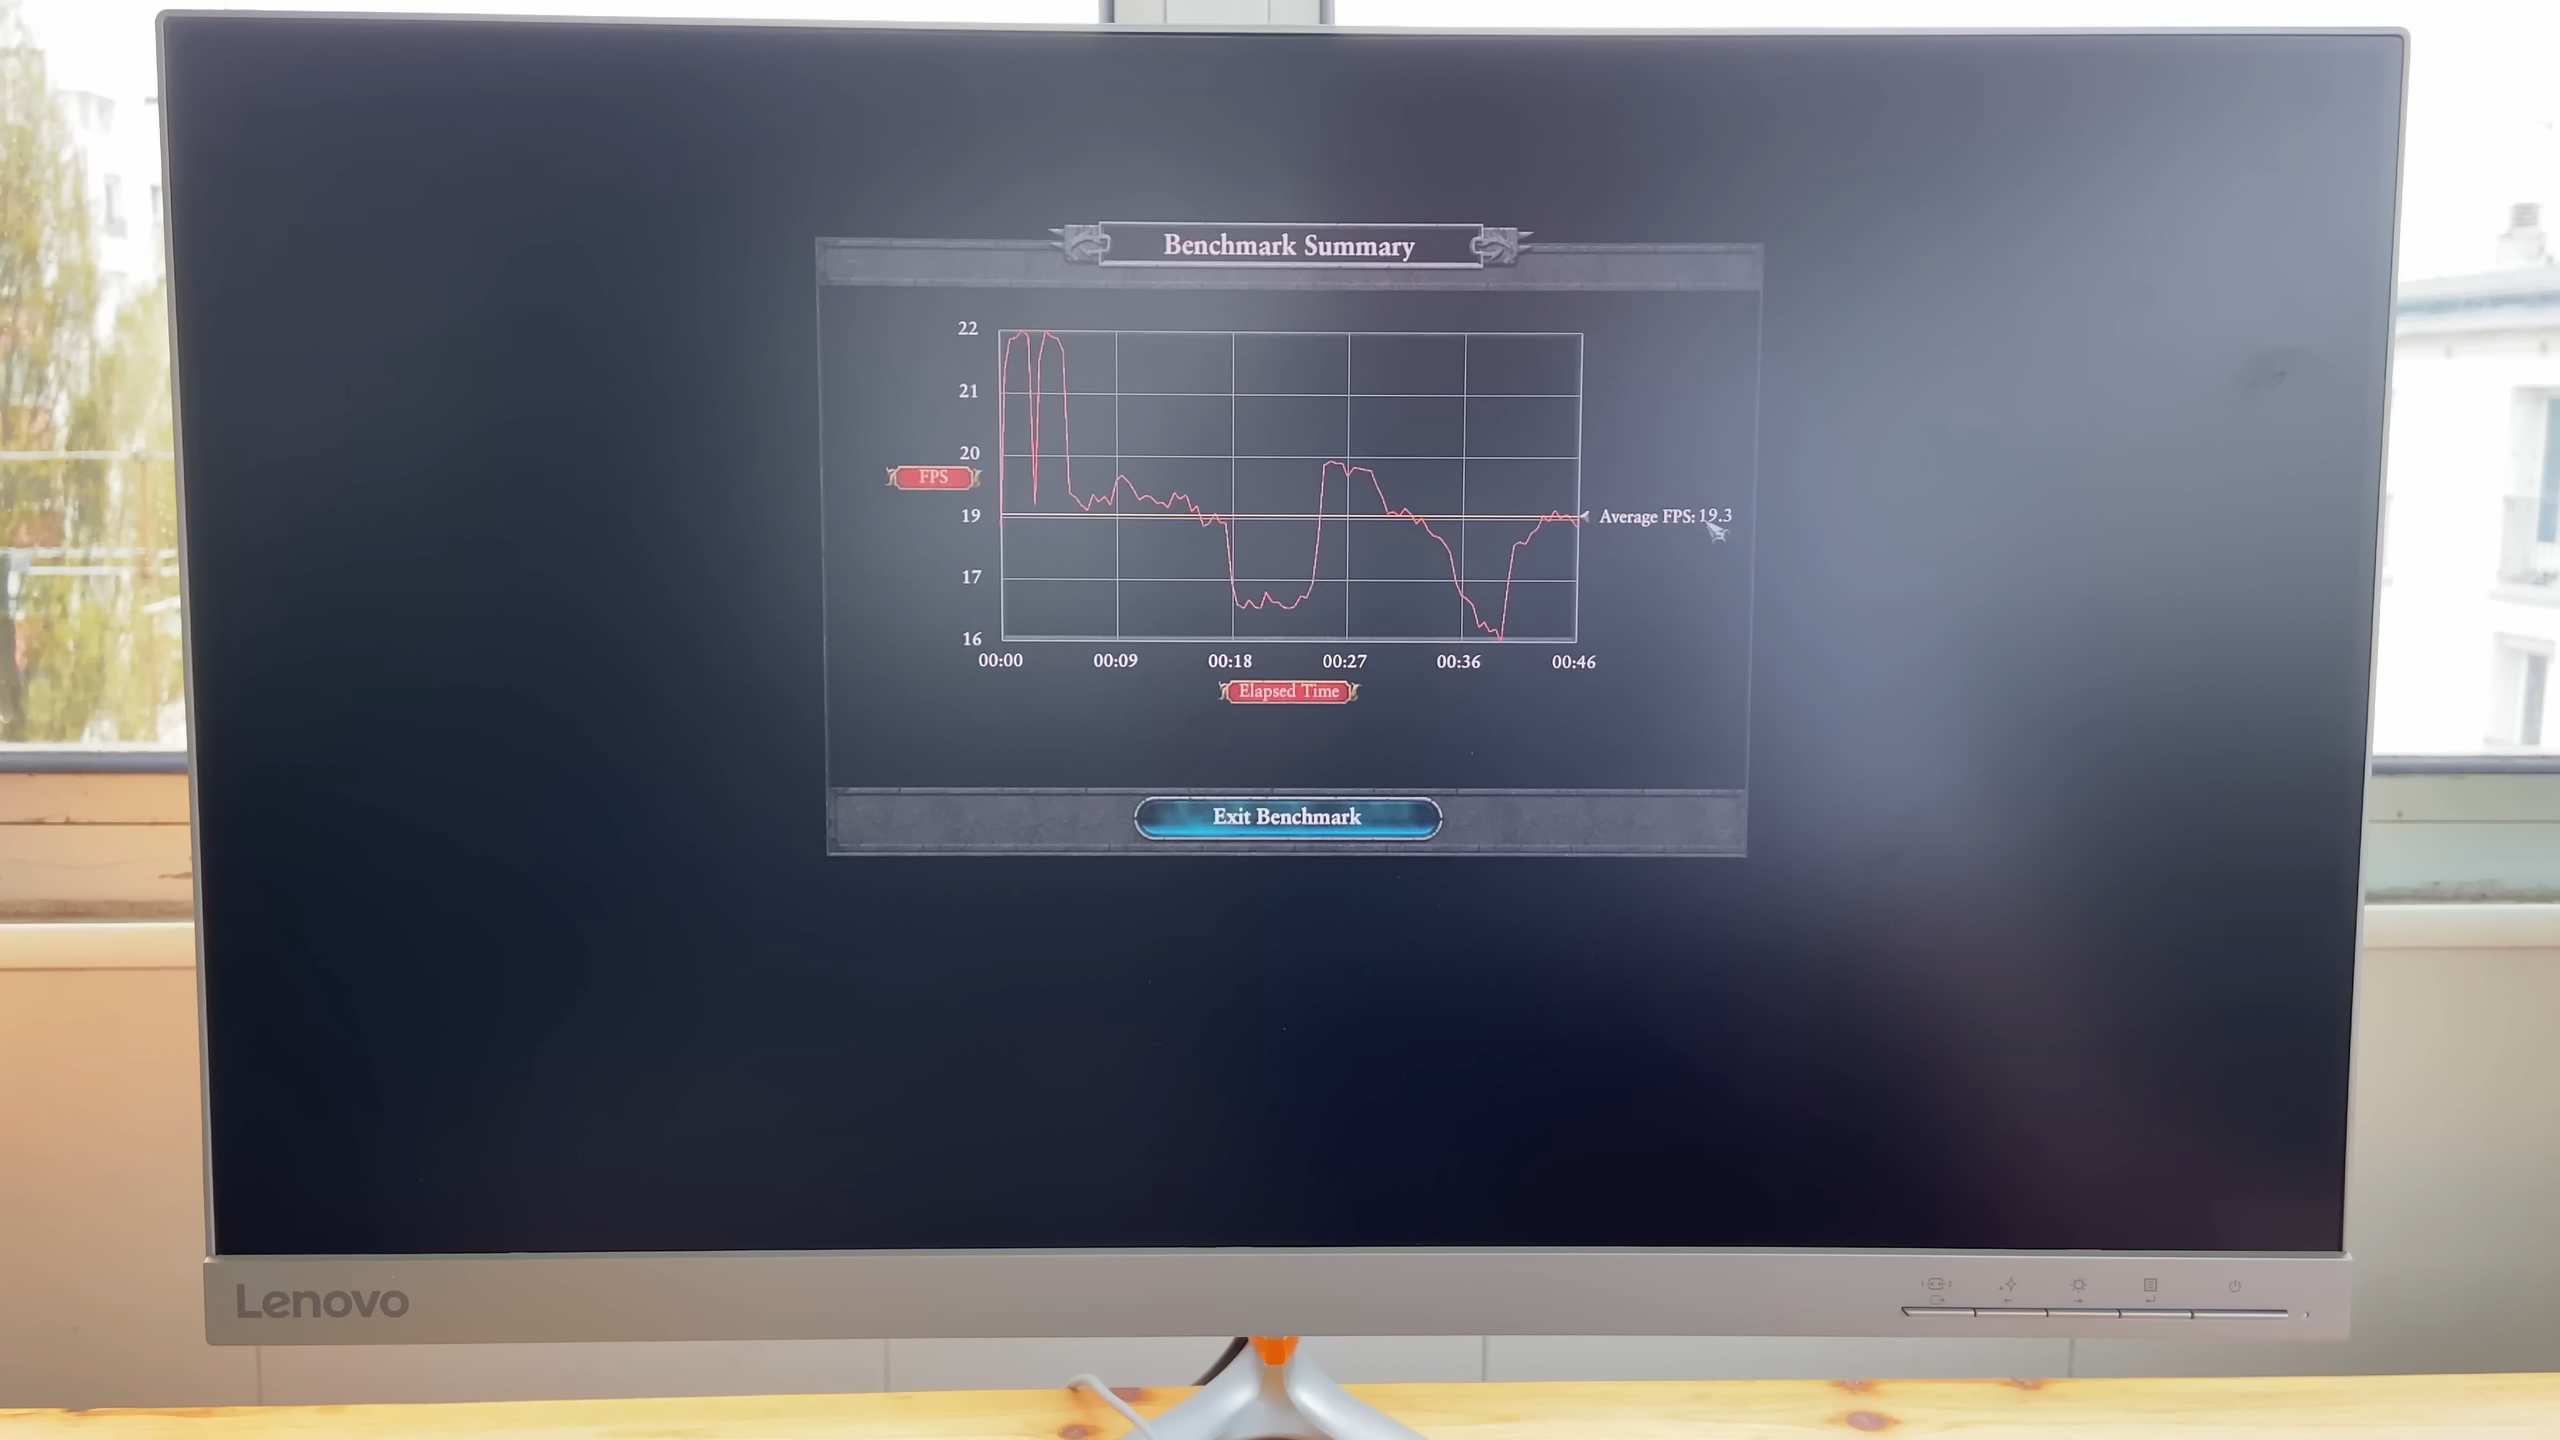 Benchmark Summary
22
21
20
FPS
19
Average FPS: 19.3
17
16
00:00 00:09 00:18 00:27 00:36 00:46
Elapsed Time
Exit Benchmark
Lenovo